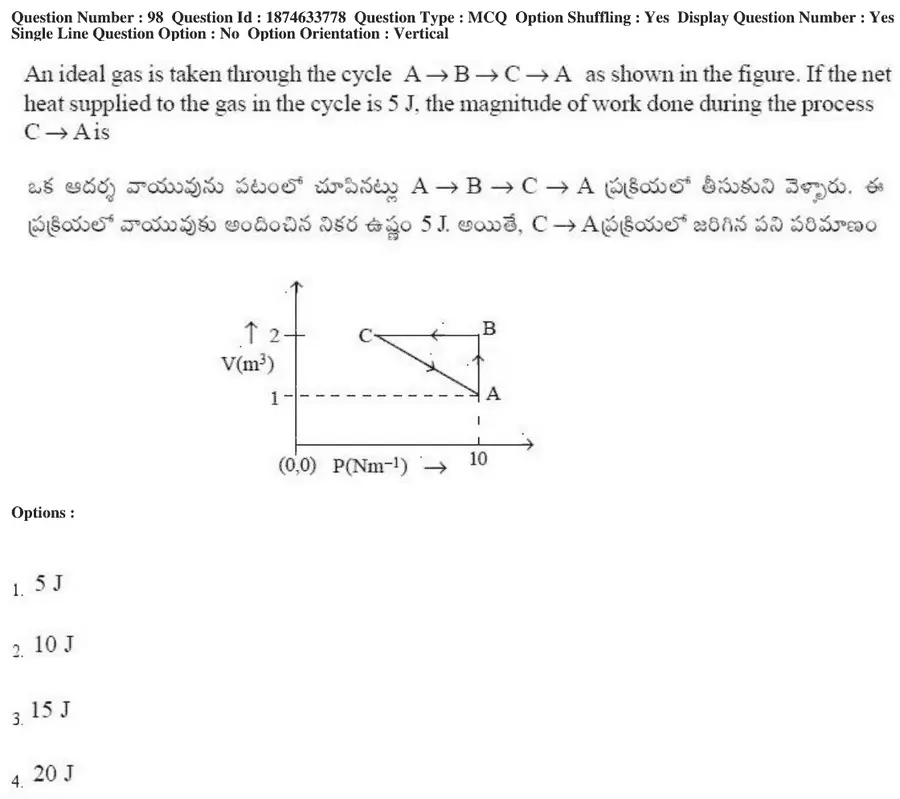 Question Number : 98 Question Id : 1874633778 Question Type : MCQ Option Shuffling : Yes Display Question Number : Yes
Single Line Question Option : No Option Orientation : Vertical
An ideal gas is taken through the cycle A → B → C → A as shown in the figure. If the net
heat supplied to the gas in the cycle is 5 J, the magnitude of work done during the process
C → A is
ఒక ఆదర్శ వాయువును పటంలో చూపినట్లు A → B → C → A ప్రక్రియలో తీసుకుని వెళ్ళారు. ఈ
ప్రక్రియలో వాయువుకు అందించిన నికర ఉష్ణం 5 J. అయితే, C → A ప్రక్రియలో జరిగిన పని పరిమాణం
↑ 2
C
B
V(m³)
1
A
(0,0) P(Nm⁻¹) → 10
Options :
1. 5 J
2. 10 J
3. 15 J
4. 20 J